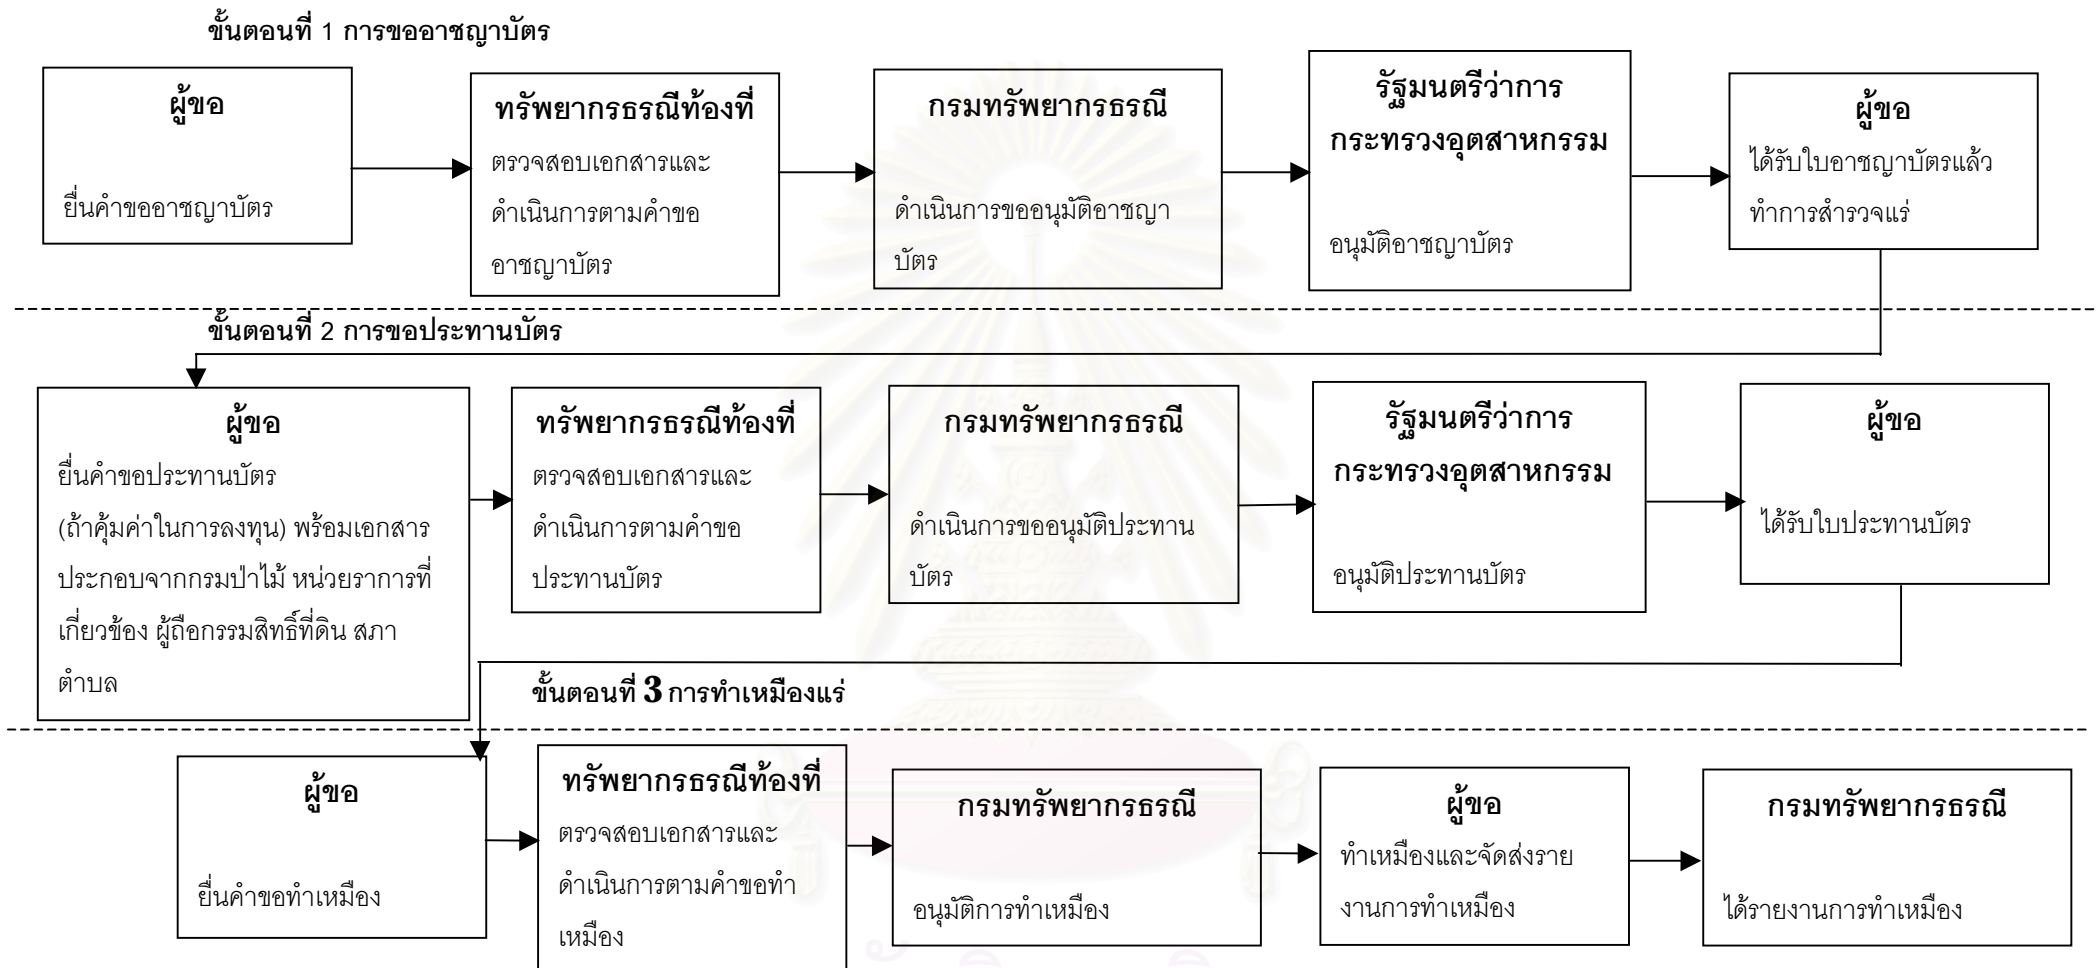 ขั้นตอนที่ 1 การขออาชญาบัตร
ผู้ขอ
ยื่นคำขออาชญาบัตร
ทรัพยากรธรณีท้องที่
ตรวจสอบเอกสารและ
ดำเนินการตามคำขอ
อาชญาบัตร
กรมทรัพยากรธรณี
ดำเนินการขออนุมัติอาชญา
บัตร
รัฐมนตรีว่าการ
กระทรวงอุตสาหกรรม
อนุมัติอาชญาบัตร
ผู้ขอ
ได้รับใบอาชญาบัตรแล้ว
ทำการสำรวจแร่
ขั้นตอนที่ 2 การขอประทานบัตร
ผู้ขอ
ยื่นคำขอประทานบัตร
(ถ้าคุ้มค่าในการลงทุน) พร้อมเอกสาร
ประกอบจากกรมป่าไม้ หน่วยราการที่
เกี่ยวข้อง ผู้ถือกรรมสิทธิ์ที่ดิน สภา
ตำบล
ทรัพยากรธรณีท้องที่
ตรวจสอบเอกสารและ
ดำเนินการตามคำขอ
ประทานบัตร
กรมทรัพยากรธรณี
ดำเนินการขออนุมัติประทาน
บัตร
รัฐมนตรีว่าการ
กระทรวงอุตสาหกรรม
อนุมัติประทานบัตร
ผู้ขอ
ได้รับใบประทานบัตร
ขั้นตอนที่ 3 การทำเหมืองแร่
ผู้ขอ
ยื่นคำขอทำเหมือง
ทรัพยากรธรณีท้องที่
ตรวจสอบเอกสารและ
ดำเนินการตามคำขอทำ
เหมือง
กรมทรัพยากรธรณี
อนุมัติการทำเหมือง
ผู้ขอ
ทำเหมืองและจัดส่งราย
งานการทำเหมือง
กรมทรัพยากรธรณี
ได้รายงานการทำเหมือง